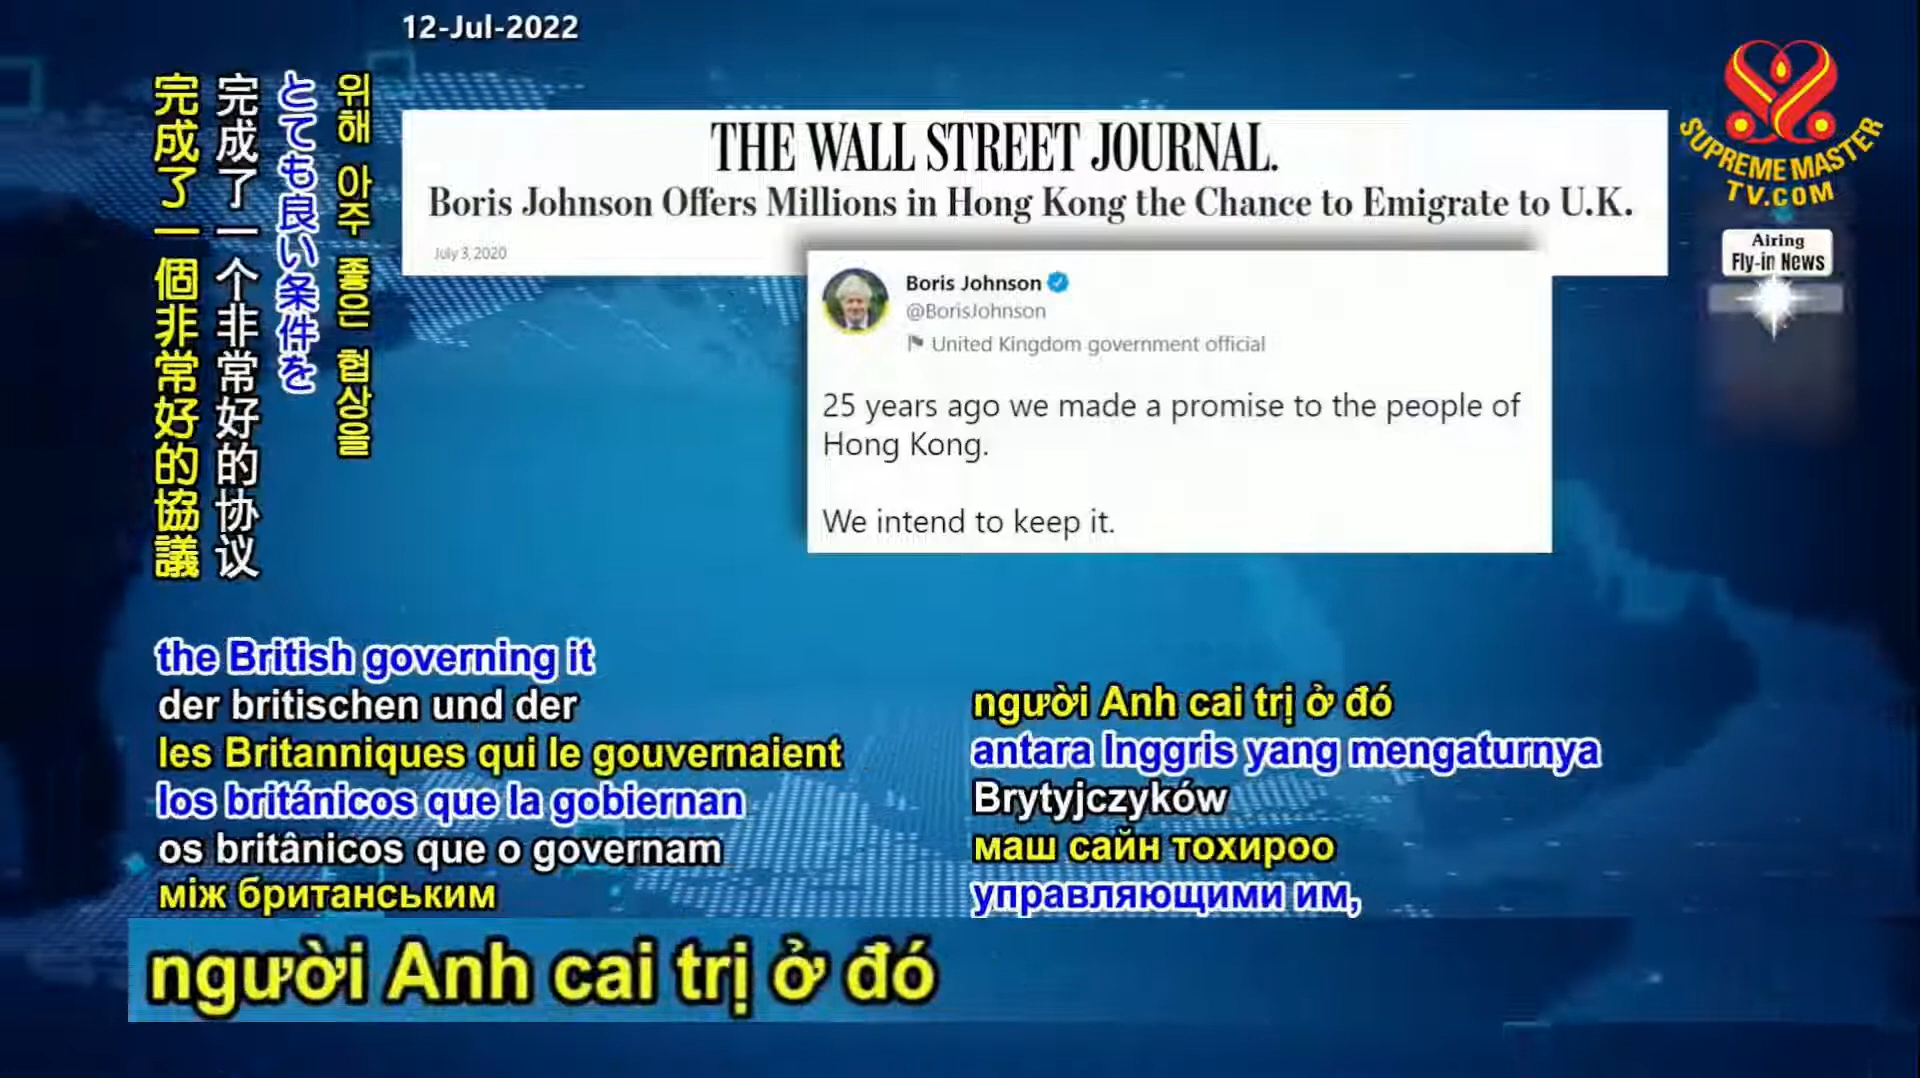 12-Jul-2022
完成了一個非常好的協議
完成了一个非常好的协议
とても良い条件を
위해 아주 좋은 협상을
THE WALL STREET JOURNAL.
Boris Johnson Offers Millions in Hong Kong the Chance to Emigrate to U.K.
July 3, 2020
Boris Johnson
@BorisJohnson
United Kingdom government official
25 years ago we made a promise to the people of
Hong Kong.
We intend to keep it.
SUPREME MASTER
TV.COM
Airing
Fly-in News
the British governing it
der britischen und der
les Britanniques qui le gouvernaient
los británicos que la gobiernan
os britânicos que o governam
між британським
người Anh cai trị ở đó
antara Inggris yang mengaturnya
Brytyjczyków
маш сайн тохироо
управляющими им,
người Anh cai trị ở đó